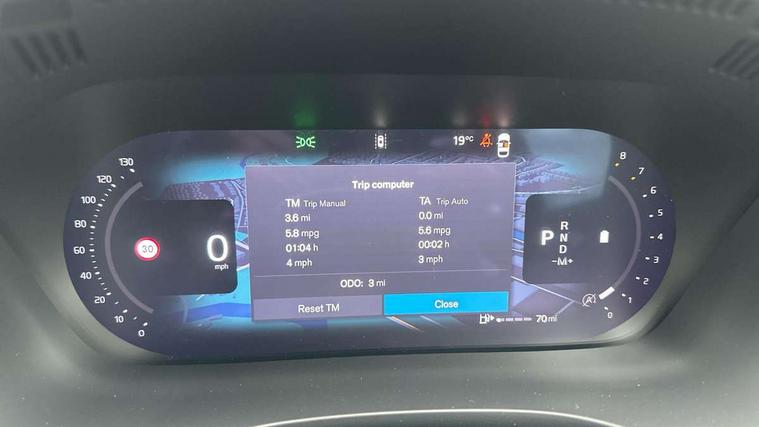 19°C
Trip computer
TM Trip Manual TA Trip Auto
3.6 mi 0.0 mi
5.8 mpg 5.6 mpg
01:04 h 00:02 h
4 mph 3 mph
ODO: 3 mi
Reset TM Close
130
120
100
80
60
40
20
10
0
30
0
mph
P
R
N
D
-M+
8
7
6
5
4
3
2
1
0
A
70 mi